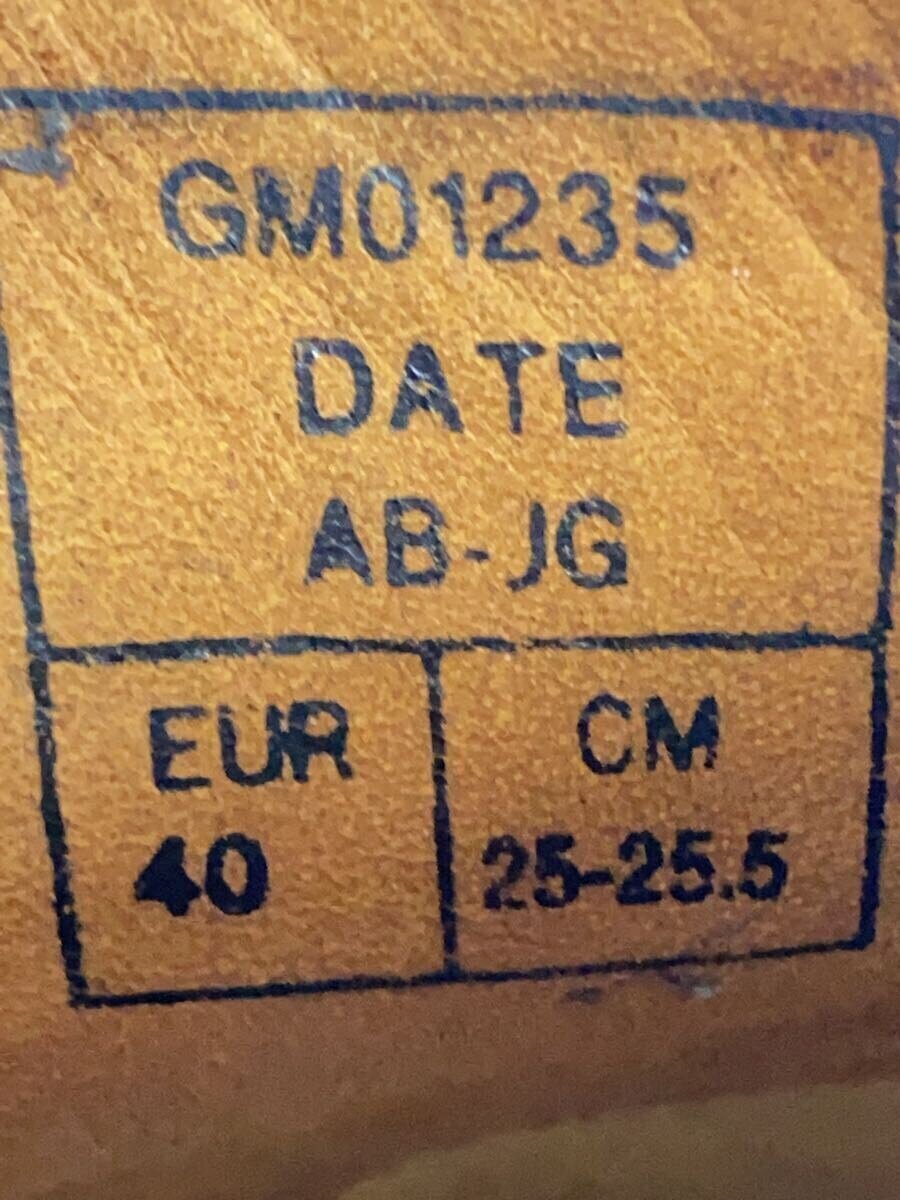 GM01235
DATE
AB-JG
EUR CM
40 25-25.5